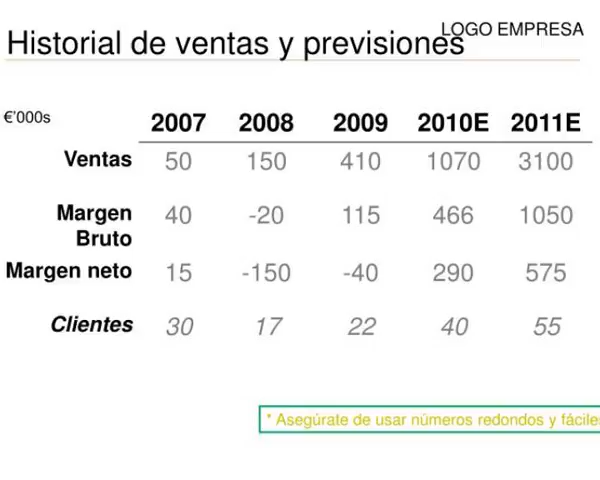 LOGO EMPRESA
Historial de ventas y previsiones
€'000s
2007 2008 2009 2010E 2011E
Ventas 50 150 410 1070 3100
Margen
Bruto 40 -20 115 466 1050
Margen neto 15 -150 -40 290 575
Clientes 30 17 22 40 55
* Asegúrate de usar números redondos y fáciles